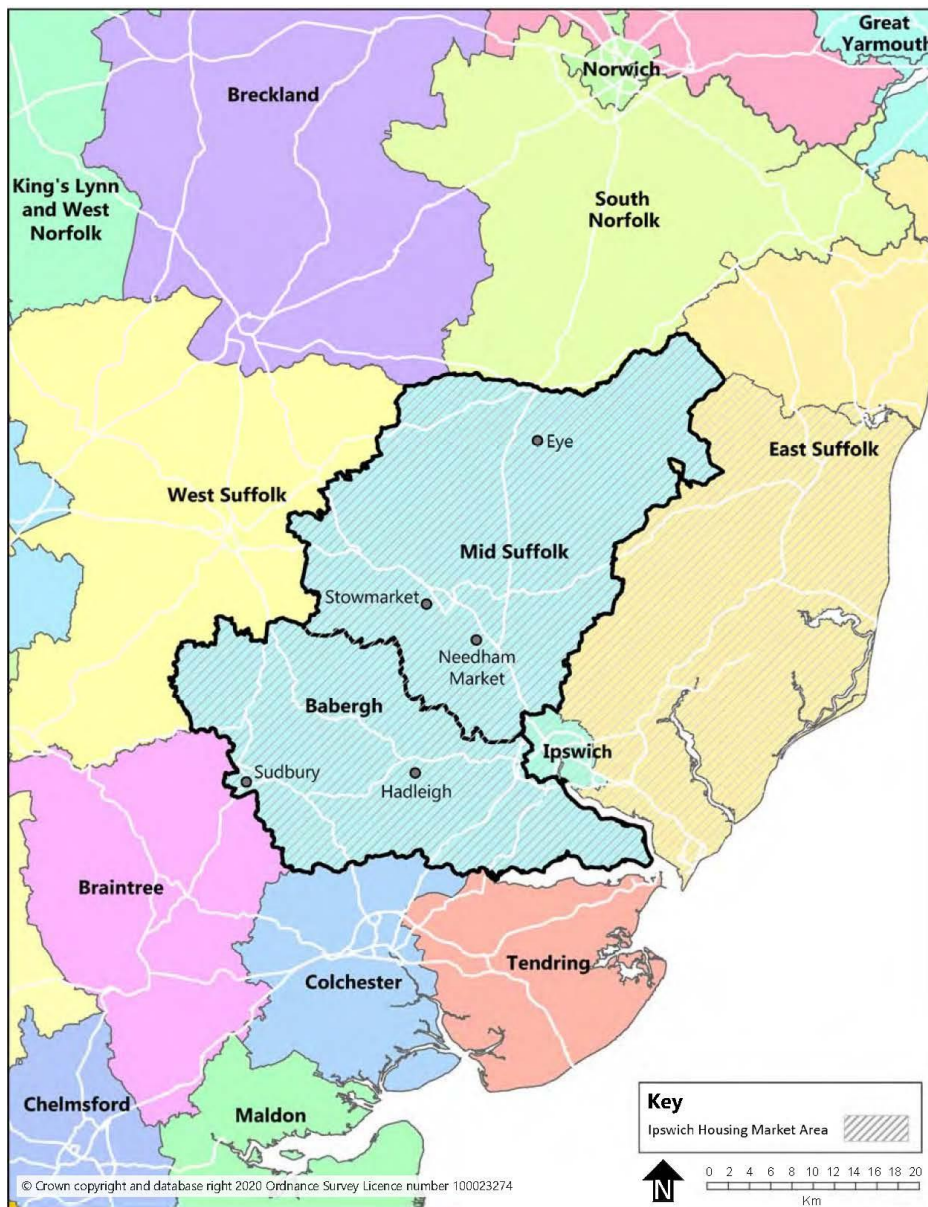 Great
Yarmouth
Norwich
Breckland
King's Lynn
and West
Norfolk
South
Norfolk
Eye
East Suffolk
West Suffolk
Mid Suffolk
Stowmarket
Needham
Market
Babergh
Ipswich
Sudbury
Hadleigh
Braintree
Colchester
Tendring
Chelmsford
Maldon
Key
Ipswich Housing Market Area
N
0 2 4 6 8 10 12 14 16 18 20
Km
© Crown copyright and database right 2020 Ordnance Survey Licence number 100023274